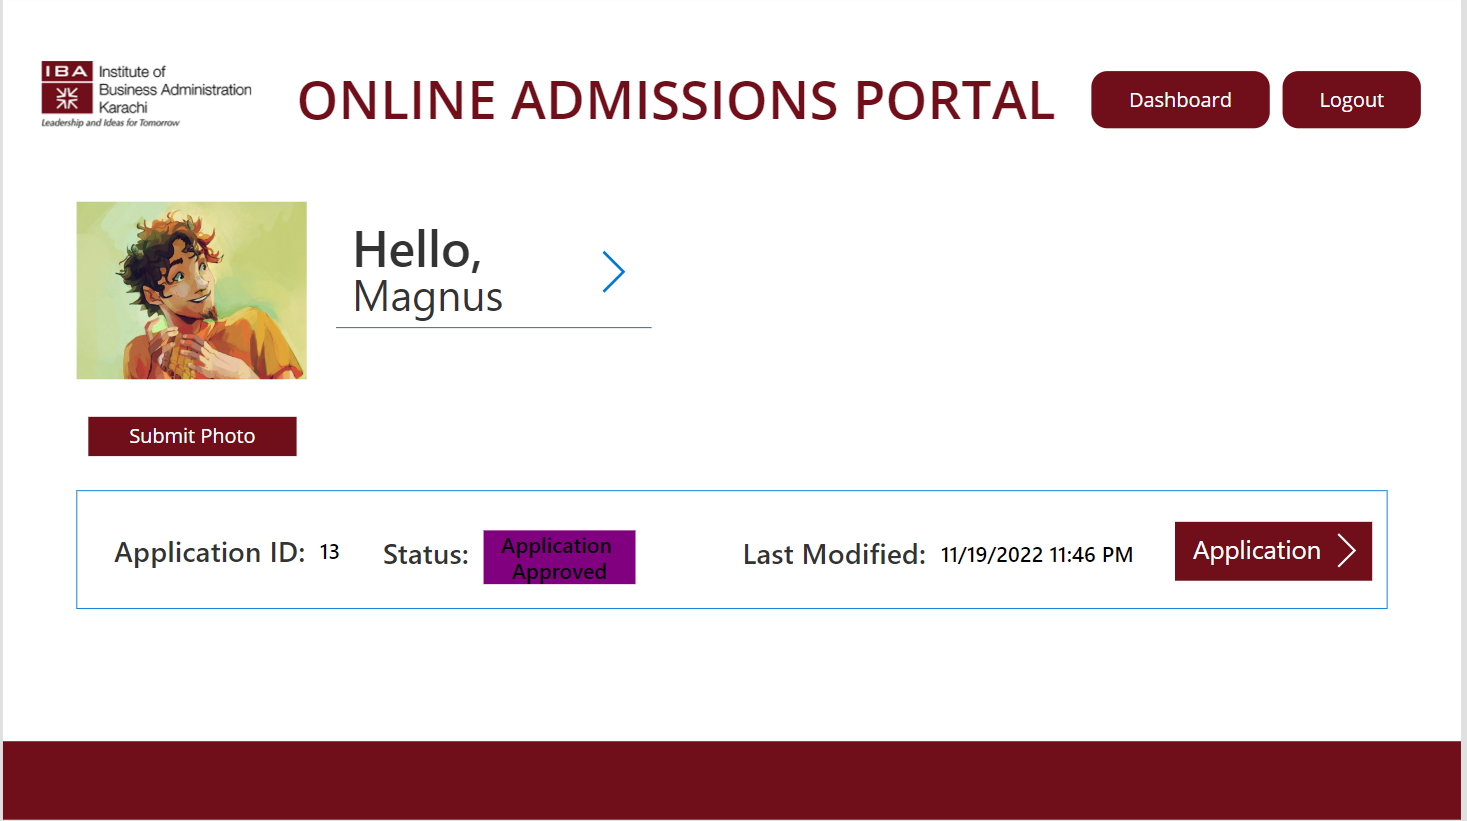 IBA Institute of
Business Administration
Karachi
Leadership and Ideas for Tomorrow
ONLINE ADMISSIONS PORTAL
Dashboard
Logout
Hello,
Magnus
Submit Photo
Application ID: 13
Status: Application
Approved
Last Modified: 11/19/2022 11:46 PM
Application